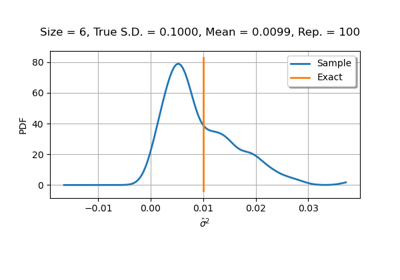 Size = 6, True S.D. = 0.1000, Mean = 0.0099, Rep. = 100
80
60
40
20
0
PDF
Sample
Exact
−0.01 0.00 0.01 0.02 0.03
σ̂²